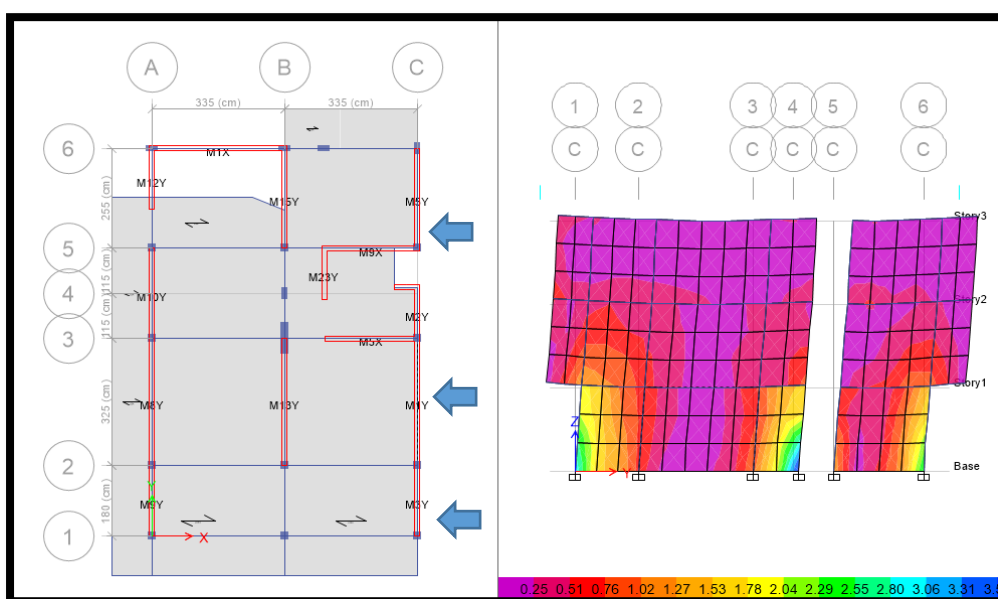 A B C
335 (cm) 335 (cm)
6
M1X
M12Y
255 (cm)
M15Y
M5Y
5
M9X
115 (cm)
M23Y
4
M10Y
115 (cm)
M2Y
3
M5X
325 (cm)
M8Y
M13Y
M1Y
2
180 (cm)
M9Y
M3Y
Y
1
X
1 2 3 4 5 6
C C C C C C
Story3
Story2
Story1
Z
Y
Base
0.25 0.51 0.76 1.02 1.27 1.53 1.78 2.04 2.29 2.55 2.80 3.06 3.31